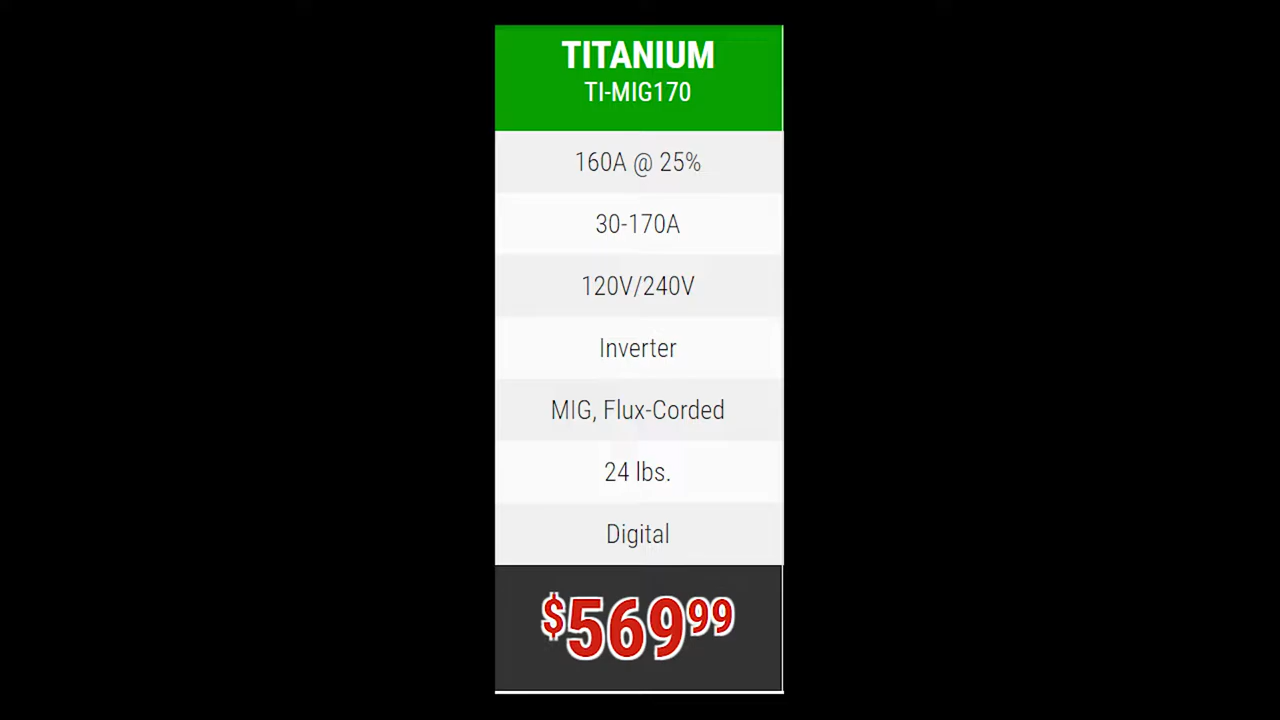 TITANIUM
TI-MIG170
160A @ 25%
30-170A
120V/240V
Inverter
MIG, Flux-Corded
24 lbs.
Digital
$56999